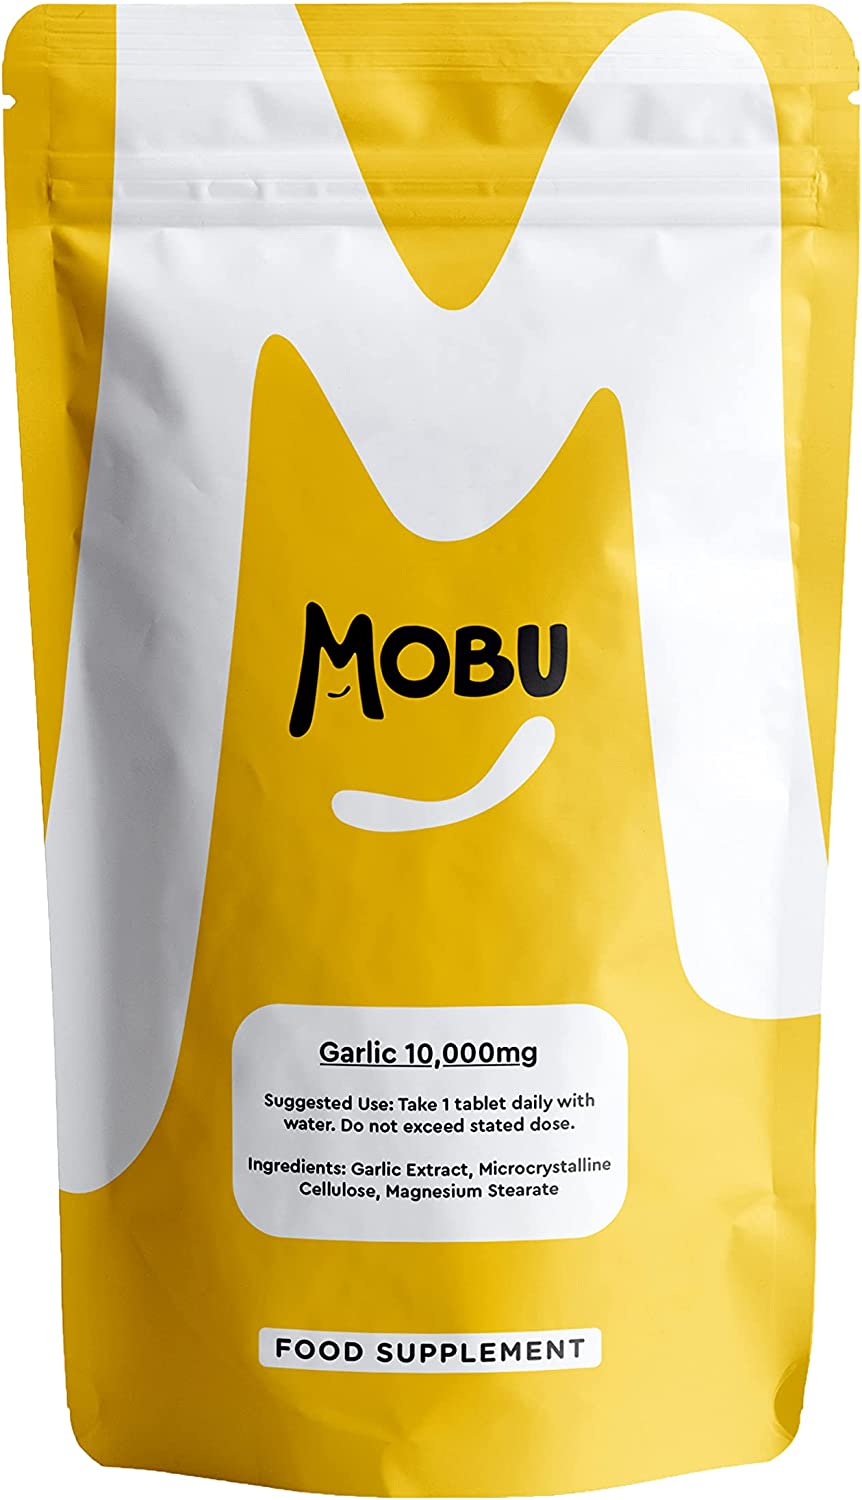 MOBU
Garlic 10,000mg
Suggested Use: Take 1 tablet daily with
water. Do not exceed stated dose.
Ingredients: Garlic Extract, Microcrystalline
Cellulose, Magnesium Stearate
FOOD SUPPLEMENT